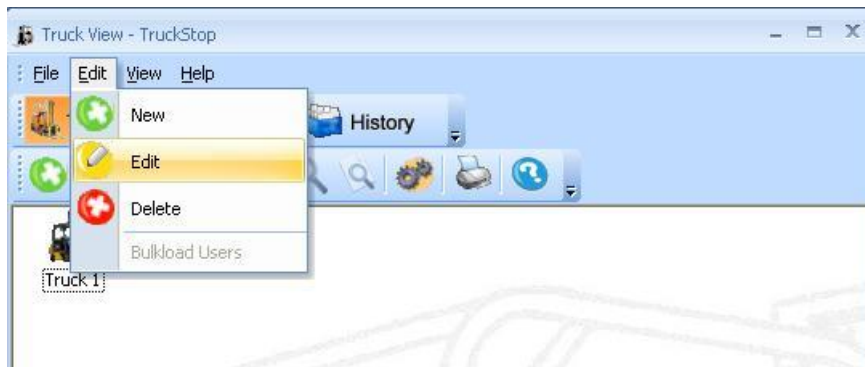 Truck View - TruckStop
File Edit View Help
New
History
Edit
Delete
Bulkload Users
Truck 1